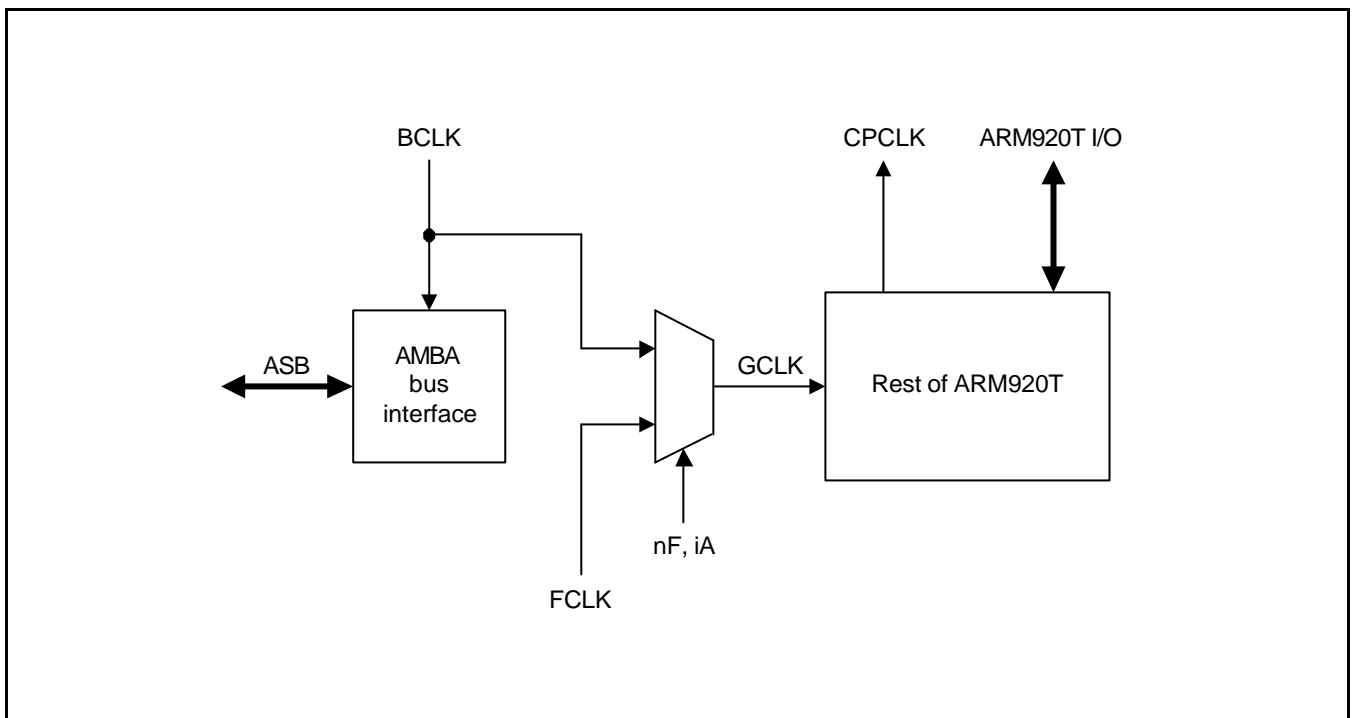 BCLK
CPCLK
ARM920T I/O
ASB
AMBA
bus
interface
GCLK
Rest of ARM920T
nF, iA
FCLK